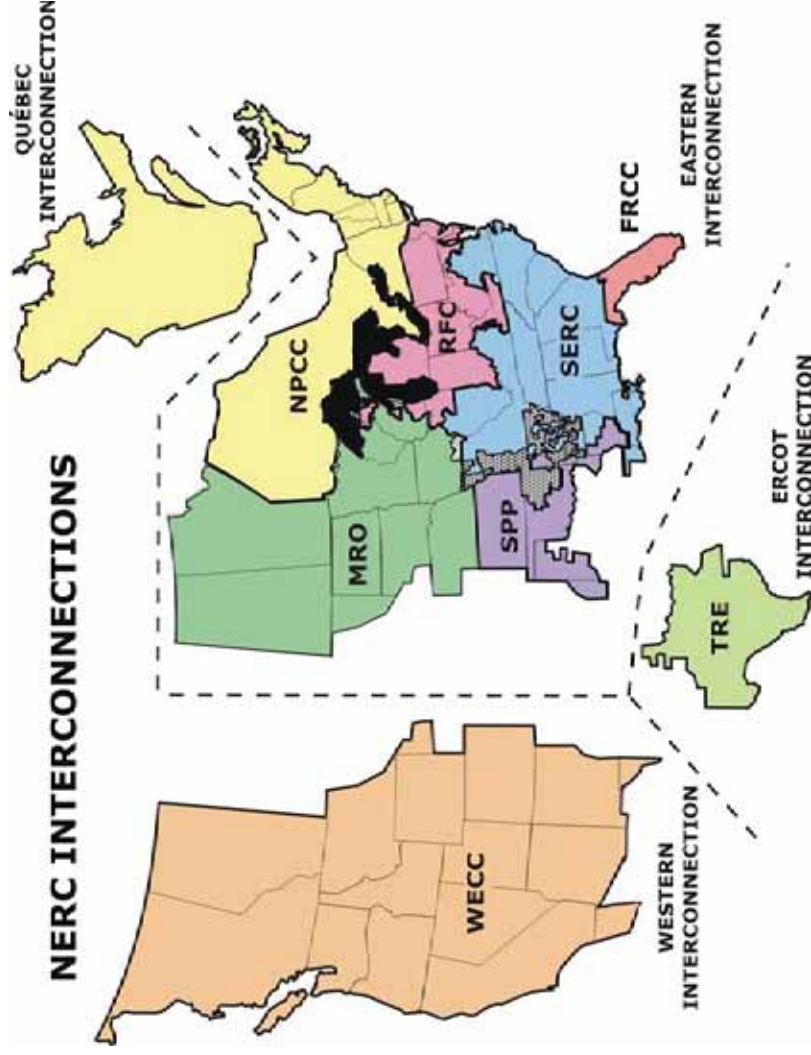 NERC INTERCONNECTIONS
QUÉBEC
INTERCONNECTION
NPCC
MRO
RFC
SPP
SERC
FRCC
WECC
TRE
EASTERN
INTERCONNECTION
WESTERN
INTERCONNECTION
ERCOT
INTERCONNECTION